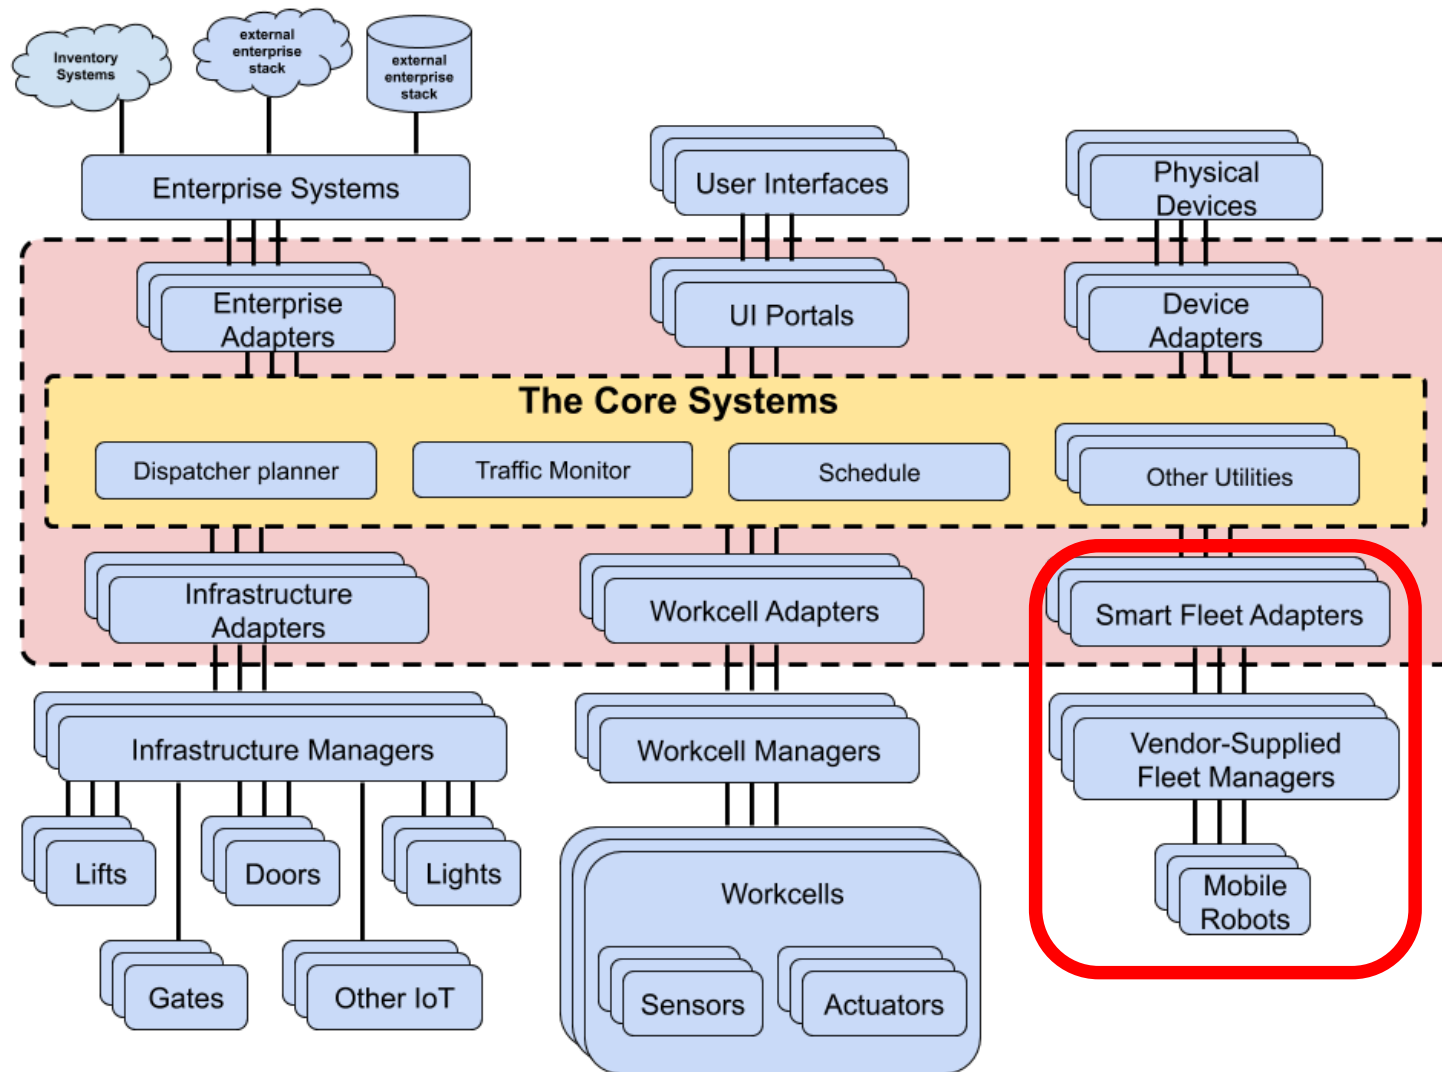 Inventory
Systems
external
enterprise
stack
external
enterprise
stack
Enterprise Systems
User Interfaces
Physical
Devices
Enterprise
Adapters
UI Portals
Device
Adapters
The Core Systems
Dispatcher planner
Traffic Monitor
Schedule
Other Utilities
Infrastructure
Adapters
Workcell Adapters
Smart Fleet Adapters
Infrastructure Managers
Workcell Managers
Vendor-Supplied
Fleet Managers
Lifts
Doors
Lights
Workcells
Mobile
Robots
Gates
Other IoT
Sensors
Actuators